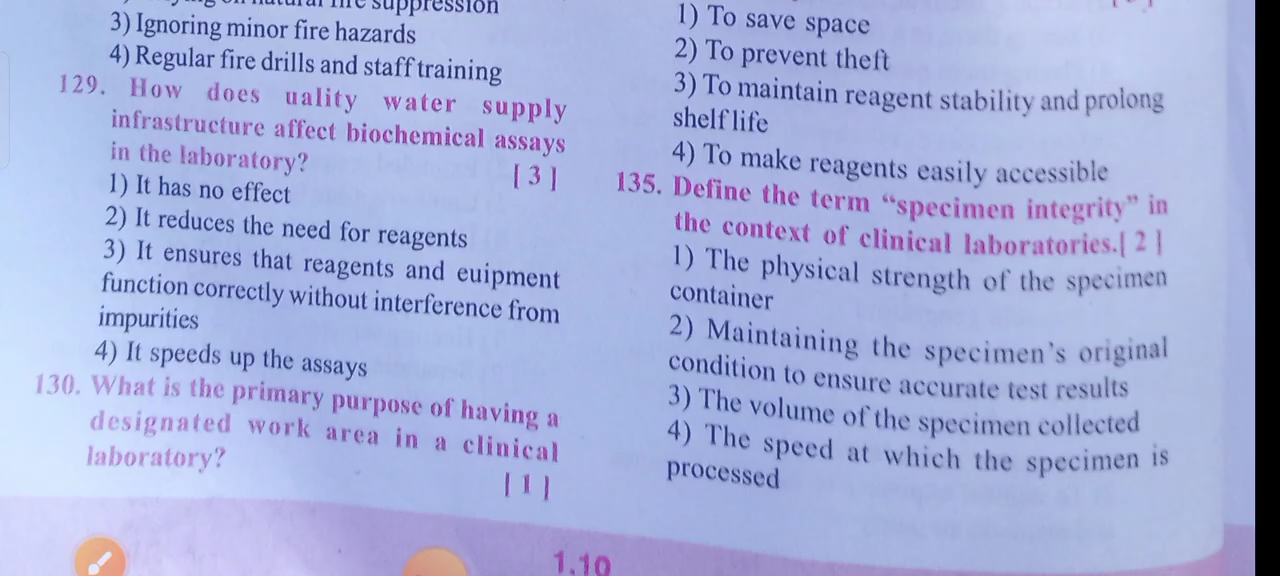 suppression
3) Ignoring minor fire hazards
4) Regular fire drills and staff training
129. How does uality water supply
infrastructure affect biochemical assays
in the laboratory? [ 3 ]
1) It has no effect
2) It reduces the need for reagents
3) It ensures that reagents and euipment
function correctly without interference from
impurities
4) It speeds up the assays
130. What is the primary purpose of having a
designated work area in a clinical
laboratory?
[ 1 ]
1) To save space
2) To prevent theft
3) To maintain reagent stability and prolong
shelf life
4) To make reagents easily accessible
135. Define the term “specimen integrity” in
the context of clinical laboratories.[ 2 ]
1) The physical strength of the specimen
container
2) Maintaining the specimen’s original
condition to ensure accurate test results
3) The volume of the specimen collected
4) The speed at which the specimen is
processed
1.10